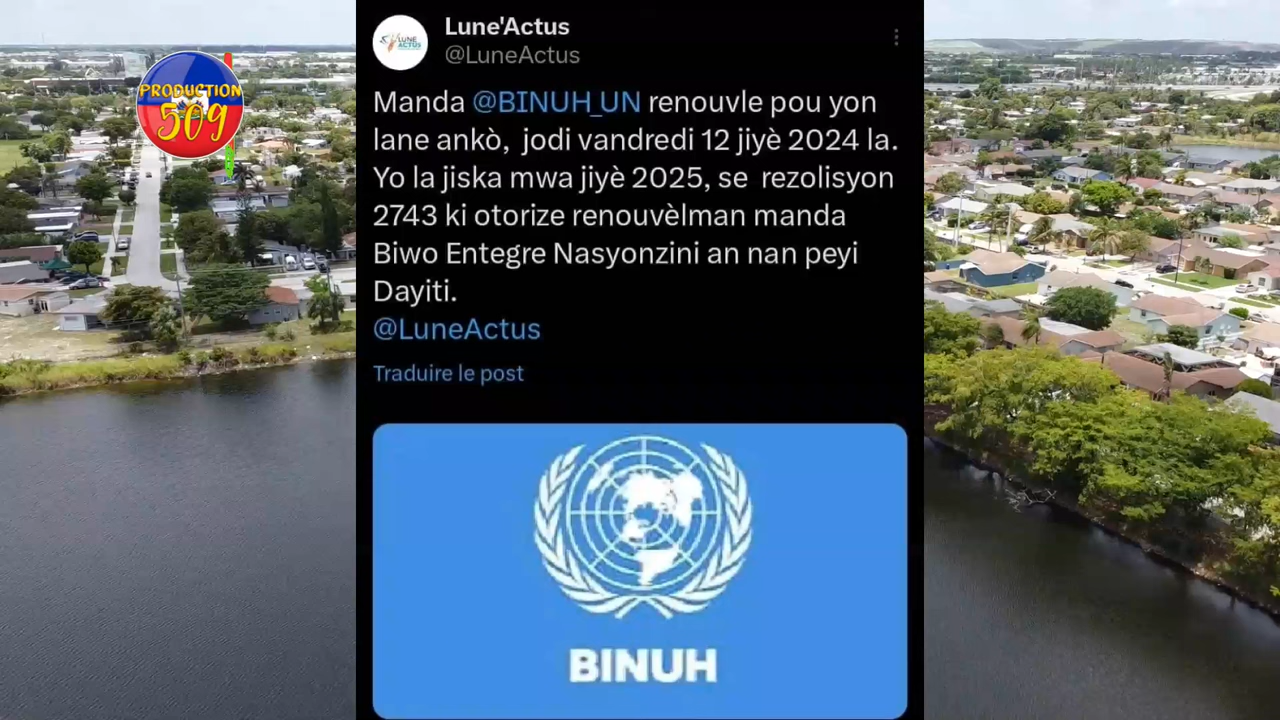 PRODUCTION
509
LUNE
ACTUS
Lune'Actus
@LuneActus
Manda @BINUH_UN renouvle pou yon
lane ankò, jodi vandredi 12 jiyè 2024 la.
Yo la jiska mwa jiyè 2025, se rezolisyon
2743 ki otorize renouvèlman manda
Biwo Entegre Nasyonzini an nan peyi
Dayiti.
@LuneActus
Traduire le post
BINUH